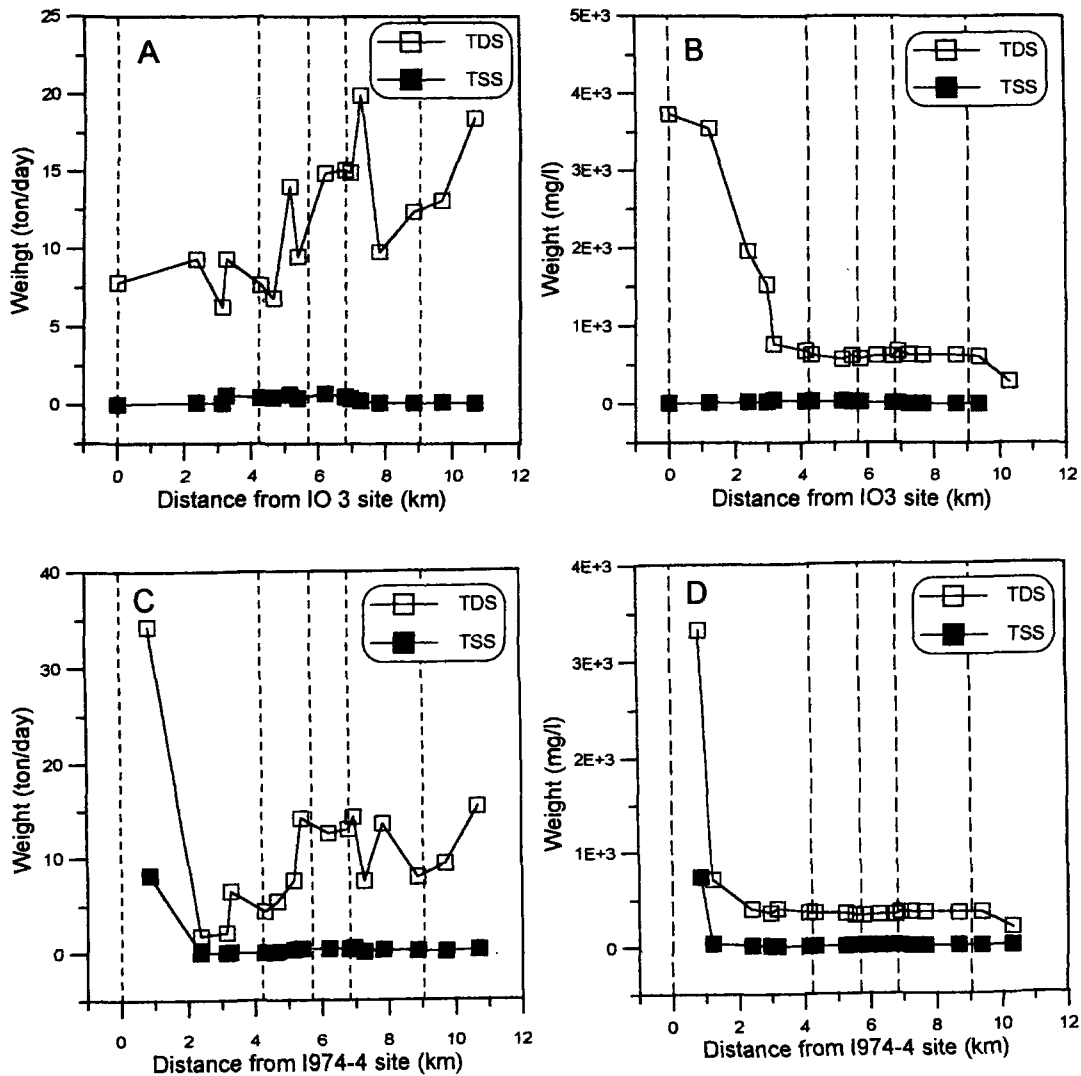 A
TDS
TSS
25
20
15
10
5
0
Weihgt (ton/day)
0 2 4 6 8 10 12
Distance from IO 3 site (km)
B
TDS
TSS
5E+3
4E+3
3E+3
2E+3
1E+3
0
Weight (mg/l)
0 2 4 6 8 10 12
Distance from IO3 site (km)
C
TDS
TSS
40
30
20
10
0
Weight (ton/day)
0 2 4 6 8 10 12
Distance from I974-4 site (km)
D
TDS
TSS
4E+3
3E+3
2E+3
1E+3
0
Weight (mg/l)
0 2 4 6 8 10 12
Distance from I974-4 site (km)